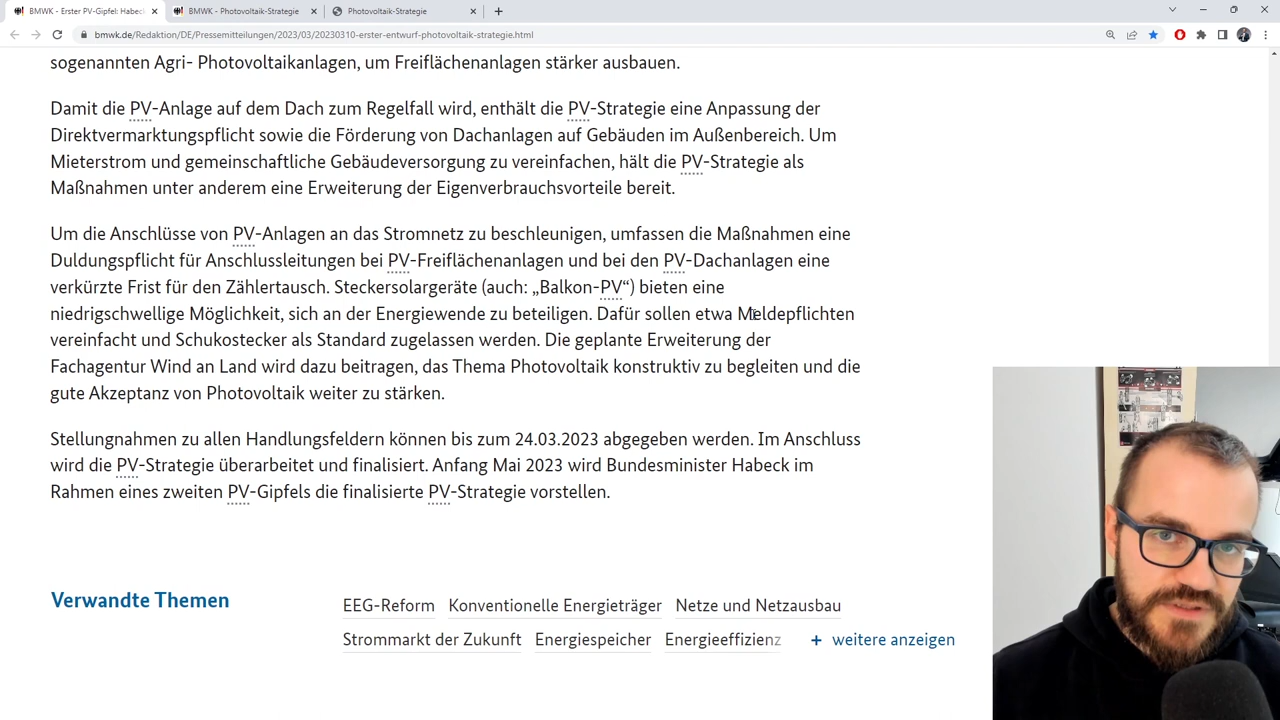 BMWK - Erster PV-Gipfel: Habec
BMWK - Photovoltaik-Strategie
Photovoltaik-Strategie
bmwk.de/Redaktion/DE/Pressemitteilungen/2023/03/20230310-erster-entwurf-photovoltaik-strategie.html
sogenannten Agri- Photovoltaikanlagen, um Freiflächenanlagen stärker ausbauen.
Damit die PV-Anlage auf dem Dach zum Regelfall wird, enthält die PV-Strategie eine Anpassung der
Direktvermarktungspflicht sowie die Förderung von Dachanlagen auf Gebäuden im Außenbereich. Um
Mieterstrom und gemeinschaftliche Gebäudeversorgung zu vereinfachen, hält die PV-Strategie als
Maßnahmen unter anderem eine Erweiterung der Eigenverbrauchsvorteile bereit.
Um die Anschlüsse von PV-Anlagen an das Stromnetz zu beschleunigen, umfassen die Maßnahmen eine
Duldungspflicht für Anschlussleitungen bei PV-Freiflächenanlagen und bei den PV-Dachanlagen eine
verkürzte Frist für den Zählertausch. Steckersolargeräte (auch: „Balkon-PV“) bieten eine
niedrigschwellige Möglichkeit, sich an der Energiewende zu beteiligen. Dafür sollen etwa Meldepflichten
vereinfacht und Schukostecker als Standard zugelassen werden. Die geplante Erweiterung der
Fachagentur Wind an Land wird dazu beitragen, das Thema Photovoltaik konstruktiv zu begleiten und die
gute Akzeptanz von Photovoltaik weiter zu stärken.
Stellungnahmen zu allen Handlungsfeldern können bis zum 24.03.2023 abgegeben werden. Im Anschluss
wird die PV-Strategie überarbeitet und finalisiert. Anfang Mai 2023 wird Bundesminister Habeck im
Rahmen eines zweiten PV-Gipfels die finalisierte PV-Strategie vorstellen.
Verwandte Themen
EEG-Reform Konventionelle Energieträger Netze und Netzausbau
Strommarkt der Zukunft Energiespeicher Energieeffizienz + weitere anzeigen